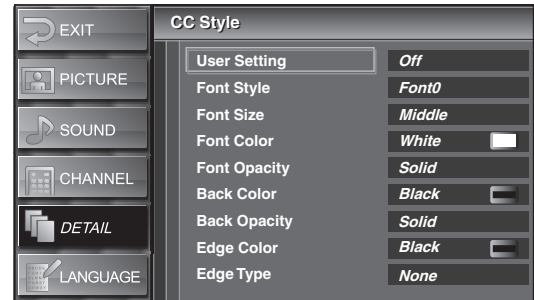 EXIT
PICTURE
SOUND
CHANNEL
DETAIL
LANGUAGE
CC Style
User Setting Off
Font Style Font0
Font Size Middle
Font Color White
Font Opacity Solid
Back Color Black
Back Opacity Solid
Edge Color Black
Edge Type None